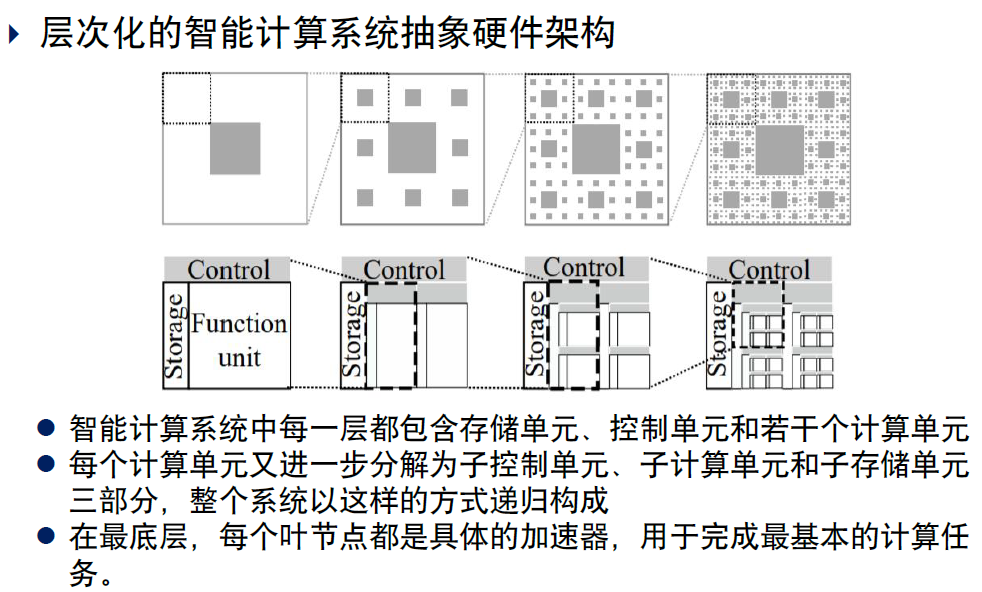 层次化的智能计算系统抽象硬件架构
Control
Storage
Function
unit
Control
Storage
Control
Storage
Control
Storage
智能计算系统中每一层都包含存储单元、控制单元和若干个计算单元
每个计算单元又进一步分解为子控制单元、子计算单元和子存储单元
三部分，整个系统以这样的方式递归构成
在最底层，每个叶节点都是具体的加速器，用于完成最基本的计算任
务。